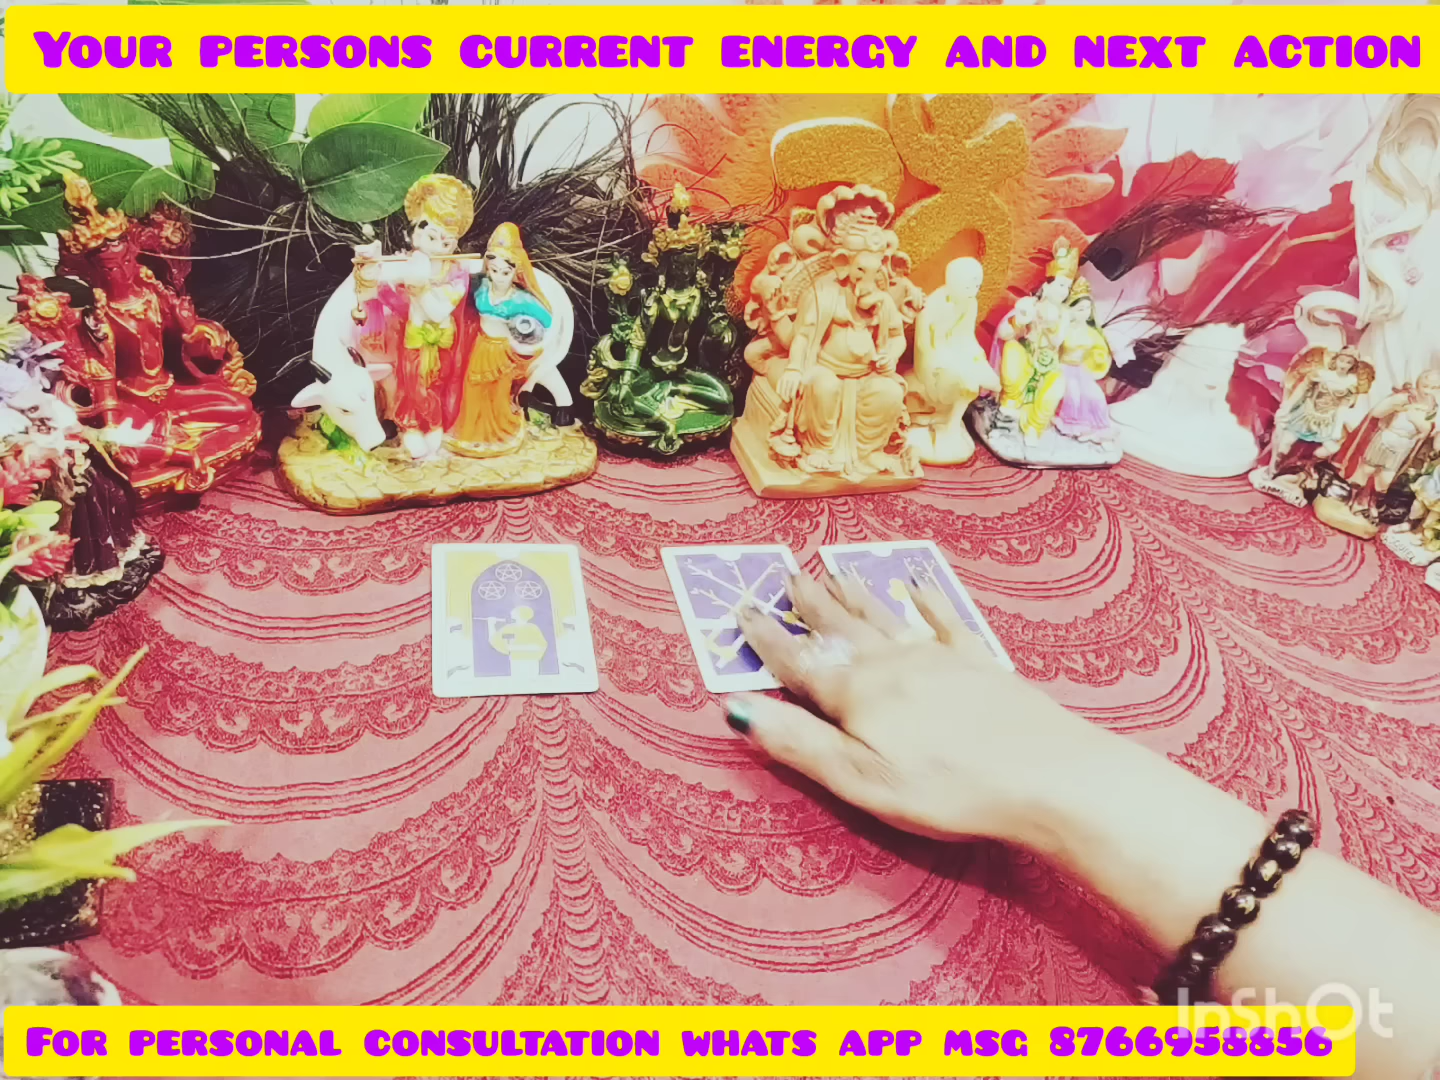 Your persons current energy and next action
For personal consultation whats app msg 8766958856
InShOt